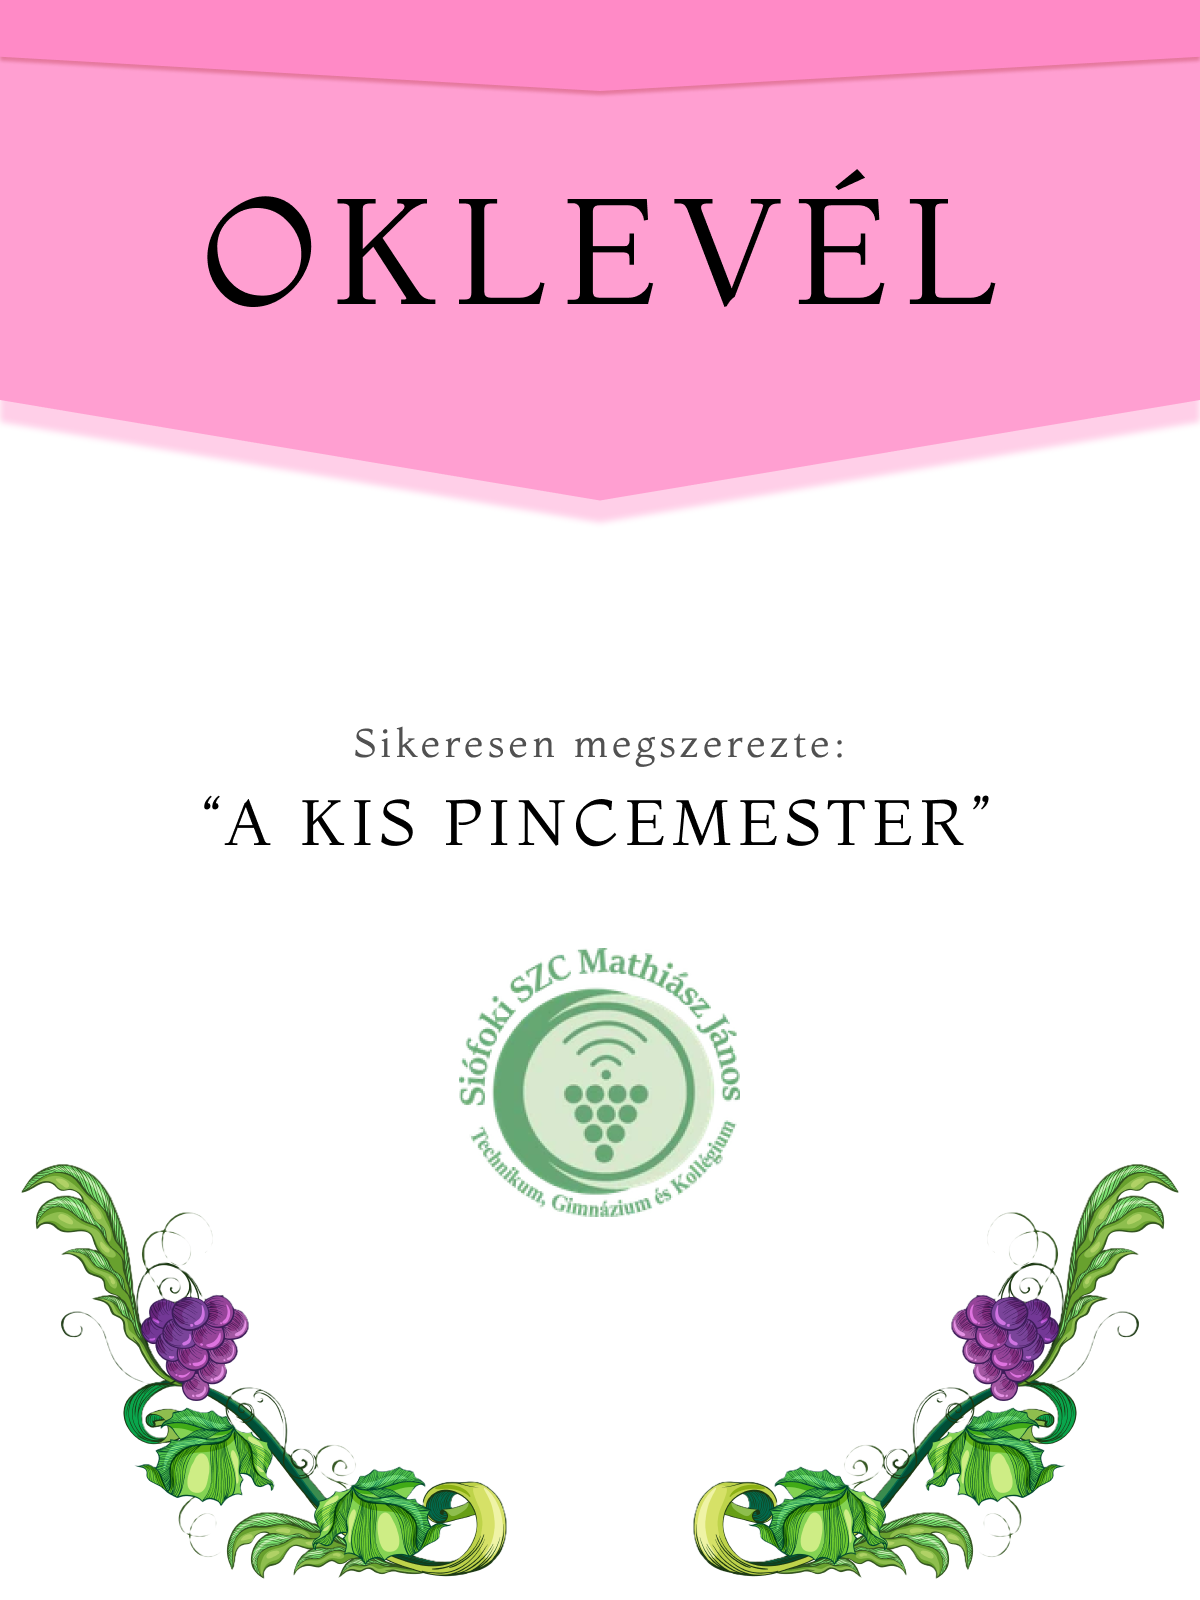 OKLEVÉL
Sikeresen megszerezte:
“A KIS PINCEMESTER”
Siófoki SZC Mathiász János
Technikum, Gimnázium és Kollégium